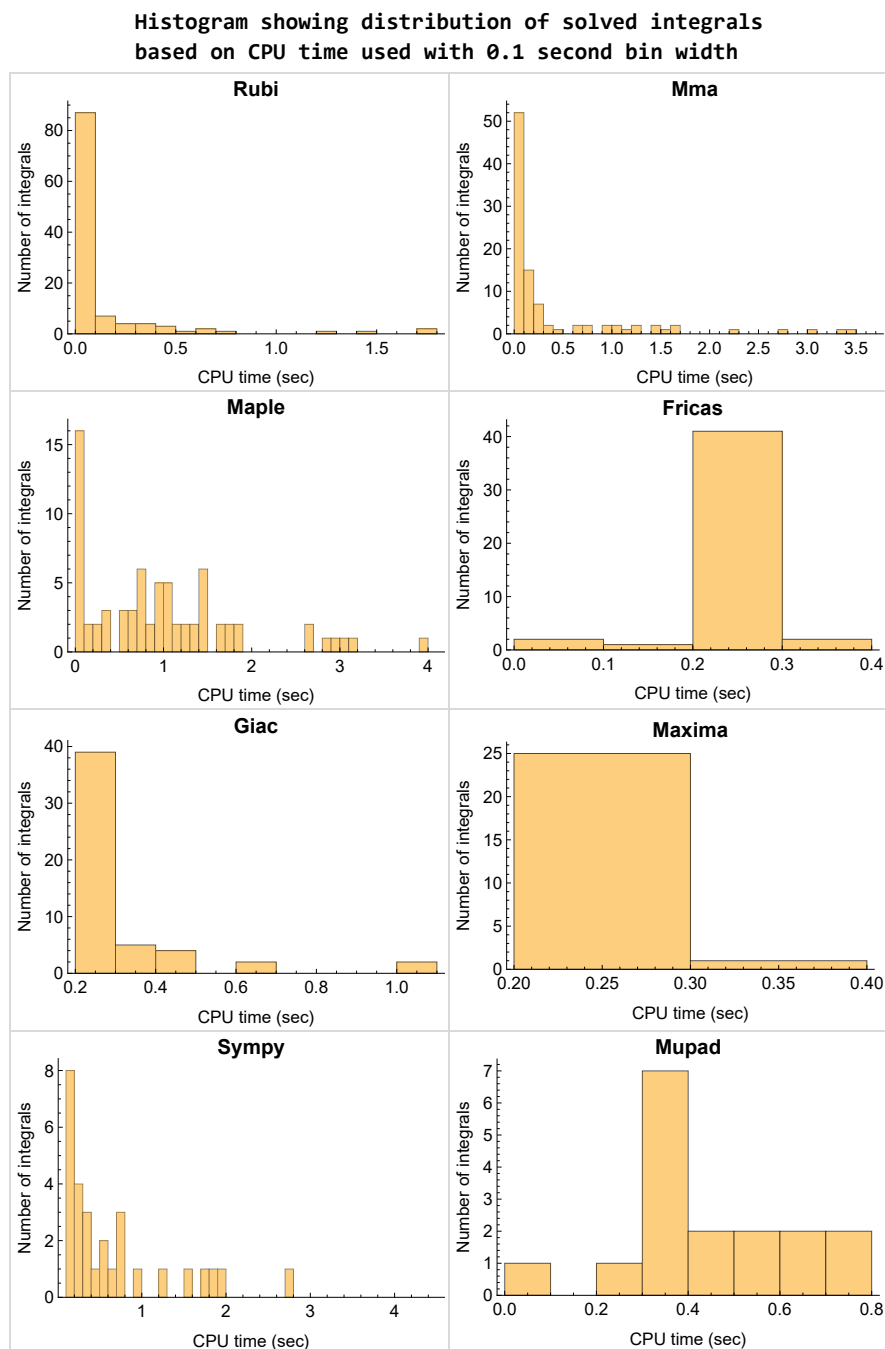 Histogram showing distribution of solved integrals
based on CPU time used with 0.1 second bin width
Rubi
Number of integrals
80
60
40
20
0
0.0 0.5 1.0 1.5
CPU time (sec)
Mma
Number of integrals
50
40
30
20
10
0
0.0 0.5 1.0 1.5 2.0 2.5 3.0 3.5
CPU time (sec)
Maple
Number of integrals
15
10
5
0
0 1 2 3 4
CPU time (sec)
Fricas
Number of integrals
40
30
20
10
0
0.0 0.1 0.2 0.3 0.4
CPU time (sec)
Giac
Number of integrals
40
30
20
10
0
0.2 0.4 0.6 0.8 1.0
CPU time (sec)
Maxima
Number of integrals
25
20
15
10
5
0
0.20 0.25 0.30 0.35 0.40
CPU time (sec)
Sympy
Number of integrals
8
6
4
2
0
1 2 3 4
CPU time (sec)
Mupad
Number of integrals
7
6
5
4
3
2
1
0
0.0 0.2 0.4 0.6 0.8
CPU time (sec)